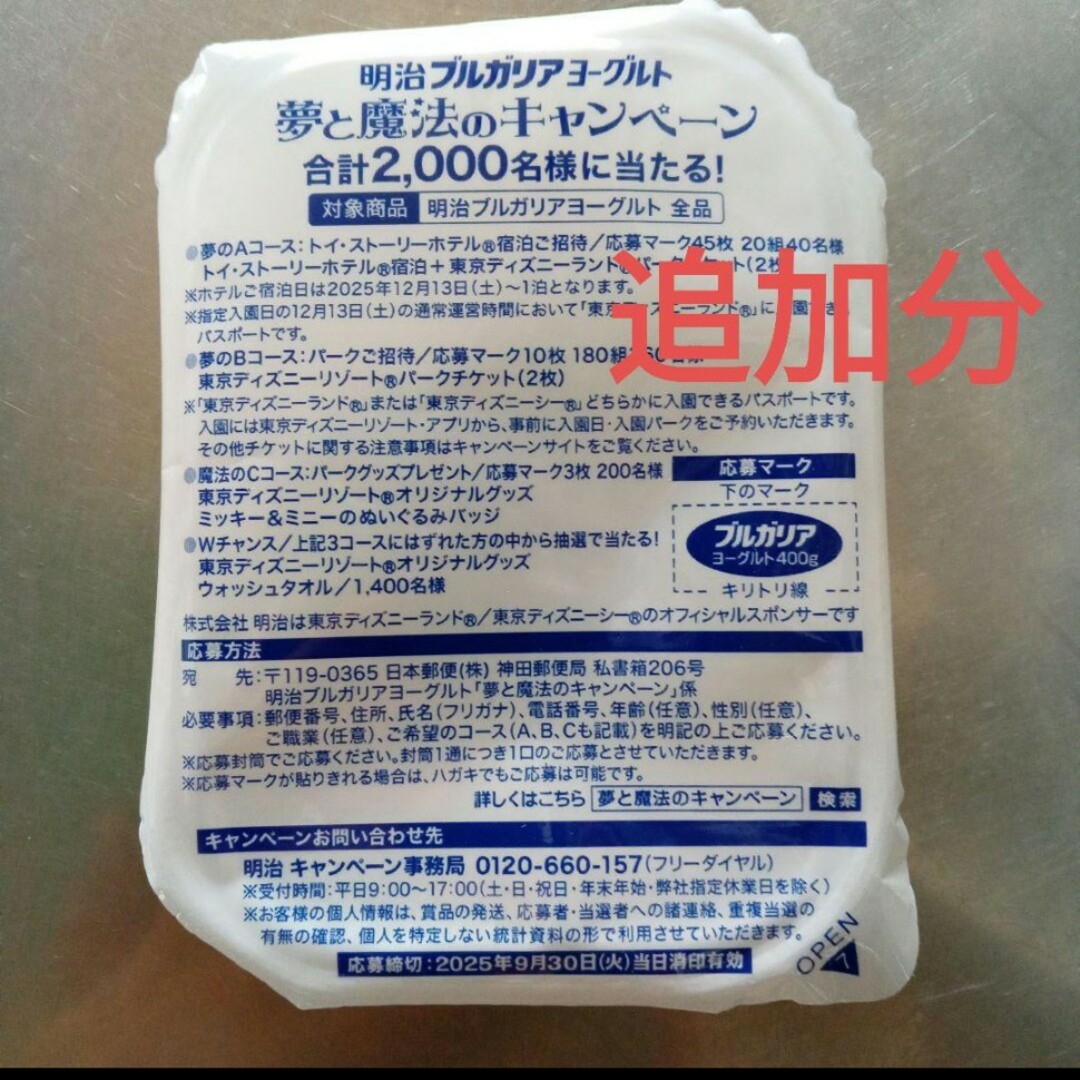 明治 ブルガリアヨーグルト
夢と魔法のキャンペーン
合計2,000名様に当たる!
対象商品 明治ブルガリアヨーグルト 全品
●夢のAコース:トイ・ストーリーホテル®宿泊ご招待/応募マーク45枚 20組40名様
トイ・ストーリーホテル®宿泊+東京ディズニーランド®パークチケット(2枚
※ホテルご宿泊日は2025年12月13日(土)~1泊となります。
※指定入園日の12月13日(土)の通常運営時間において「東京 ーランド®」に入園
パスポートです。
追加分
●夢のBコース:パークご招待/応募マーク10枚 180組 60名様
東京ディズニーリゾート®パークチケット(2枚)
※「東京ディズニーランド®」または「東京ディズニーシー®」どちらかに入園できるパスポートです。
入園には東京ディズニーリゾート・アプリから、事前に入園日・入園パークをご予約いただきます。
その他チケットに関する注意事項はキャンペーンサイトをご覧ください。
●魔法のCコース:パークグッズプレゼント/応募マーク3枚 200名様
東京ディズニーリゾート®オリジナルグッズ
ミッキー&ミニーのぬいぐるみバッジ
●Wチャンス/上記3コースにはずれた方の中から抽選で当たる!
東京ディズニーリゾート®オリジナルグッズ
ウォッシュタオル/1,400名様
応募マーク
下のマーク
ブルガリア
ヨーグルト400g
キリトリ線
株式会社 明治は東京ディズニーランド®/東京ディズニーシー®のオフィシャルスポンサーです
応募方法
宛 先:〒119-0365 日本郵便(株) 神田郵便局 私書箱206号
明治ブルガリアヨーグルト「夢と魔法のキャンペーン」係
必要事項:郵便番号、住所、氏名(フリガナ)、電話番号、年齢(任意)、性別(任意)、
ご職業(任意)、ご希望のコース(A、B、Cも記載)を明記の上ご応募ください。
※応募封筒でご応募ください。封筒1通につき1口のご応募とさせていただきます。
※応募マークが貼りきれる場合は、ハガキでもご応募は可能です。
詳しくはこちら 夢と魔法のキャンペーン 検索
キャンペーンお問い合わせ先
明治 キャンペーン事務局 0120-660-157(フリーダイヤル)
※受付時間:平日9:00~17:00(土・日・祝日・年末年始・弊社指定休業日を除く)
※お客様の個人情報は、賞品の発送、応募者・当選者への諸連絡、重複当選の
有無の確認、個人を特定しない統計資料の形で利用させていただきます。
応募締切:2025年9月30日(火)当日消印有効
OPEN
7